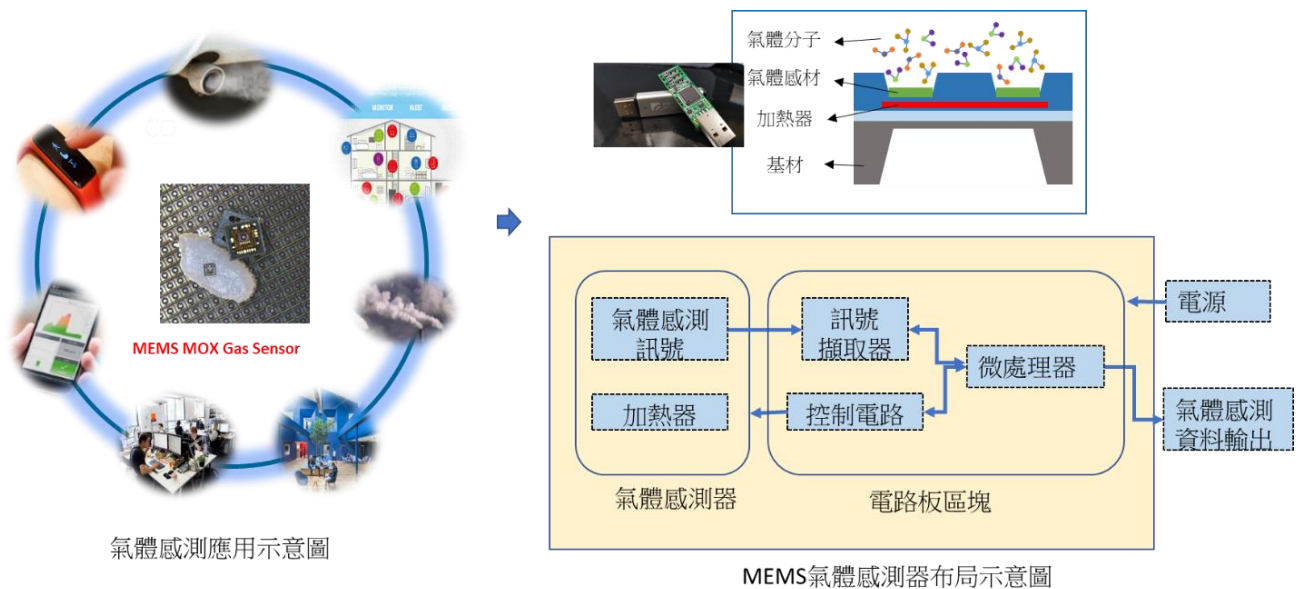 MONITOR
ALERT
MEMS MOX Gas Sensor
氣體感測應用示意圖
氣體分子
氣體感材
加熱器
基材
氣體感測
訊號
訊號
擷取器
微處理器
加熱器
控制電路
氣體感測器
電路板區塊
電源
氣體感測
資料輸出
MEMS氣體感測器布局示意圖